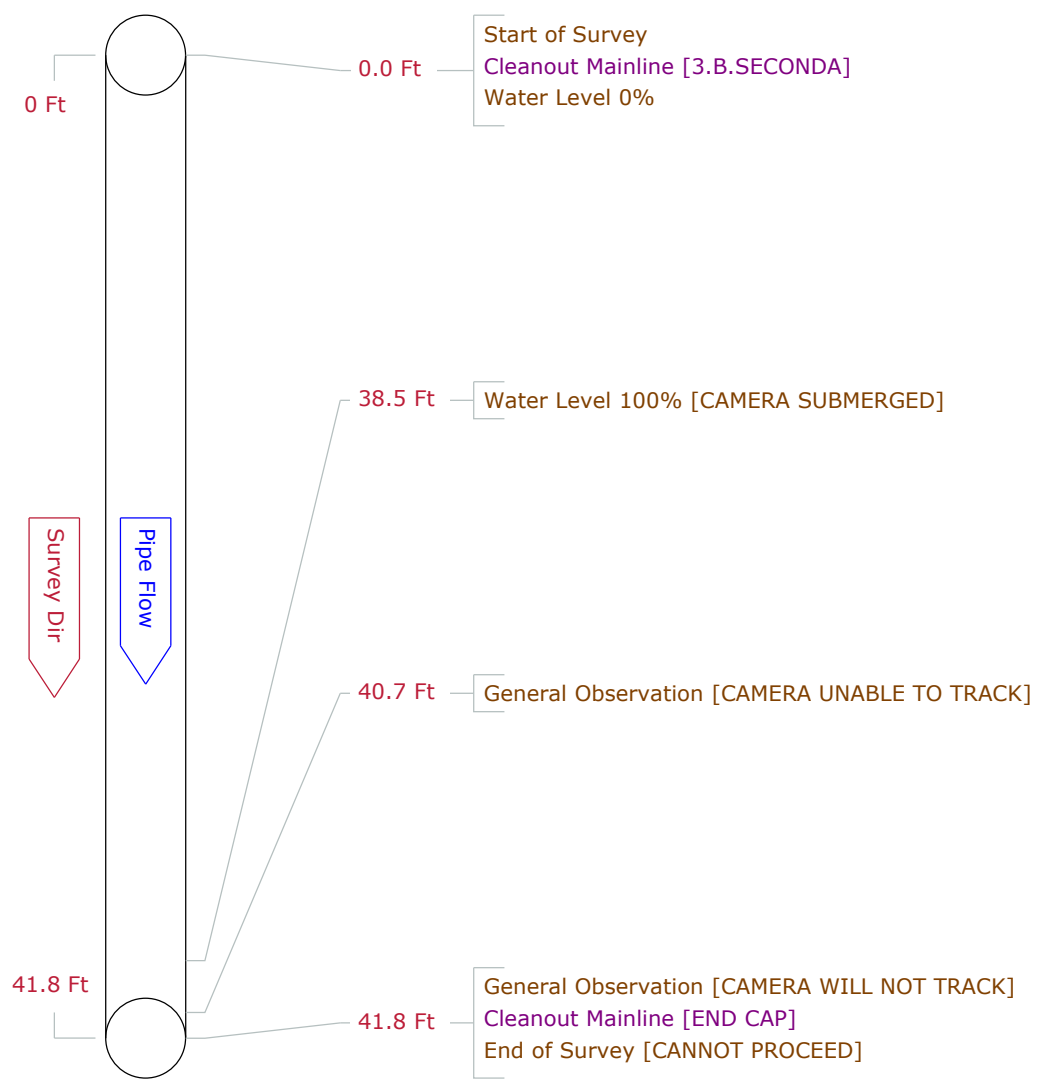 Start of Survey
0.0 Ft
Cleanout Mainline [3.B.SECONDA]
0 Ft
Water Level 0%
38.5 Ft
Water Level 100% [CAMERA SUBMERGED]
Survey Dir
Pipe Flow
40.7 Ft
General Observation [CAMERA UNABLE TO TRACK]
41.8 Ft
General Observation [CAMERA WILL NOT TRACK]
41.8 Ft
Cleanout Mainline [END CAP]
End of Survey [CANNOT PROCEED]